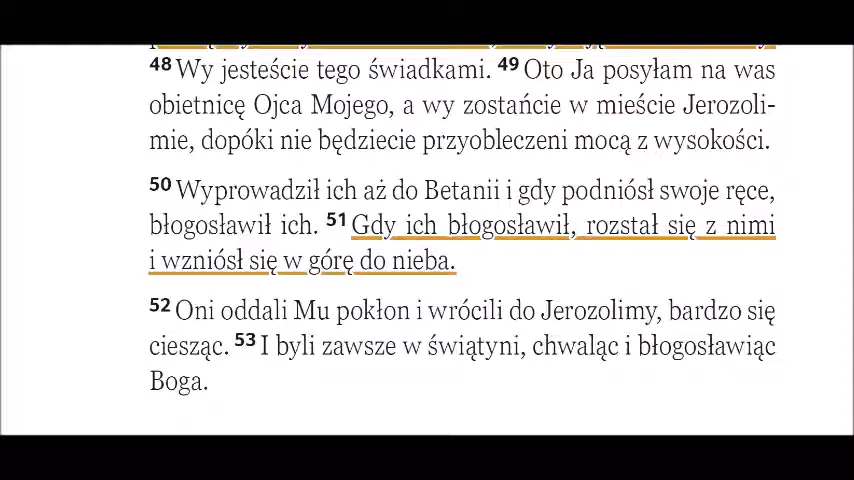 48 Wy jesteście tego świadkami. 49 Oto Ja posyłam na was
obietnicę Ojca Mojego, a wy zostańcie w mieście Jerozoli-
mie, dopóki nie będziecie przyobleczeni mocą z wysokości.
50 Wyprowadził ich aż do Betanii i gdy podniósł swoje ręce,
błogosławił ich. 51 Gdy ich błogosławił, rozstał się z nimi
i wzniósł się w górę do nieba.
52 Oni oddali Mu pokłon i wrócili do Jerozolimy, bardzo się
ciesząc. 53 I byli zawsze w świątyni, chwaląc i błogosławiąc
Boga.